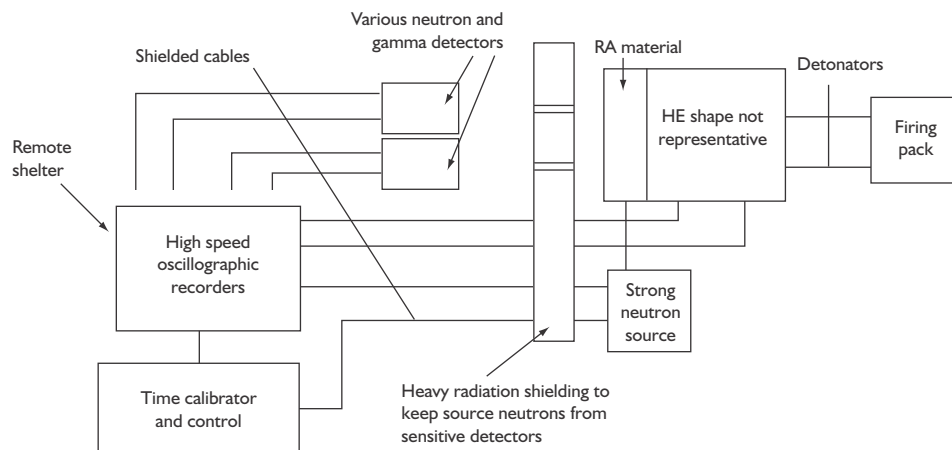 Various neutron and
gamma detectors
Shielded cables
RA material
Detonators
HE shape not
representative
Firing
pack
Remote
shelter
High speed
oscillographic
recorders
Strong
neutron
source
Time calibrator
and control
Heavy radiation shielding to
keep source neutrons from
sensitive detectors